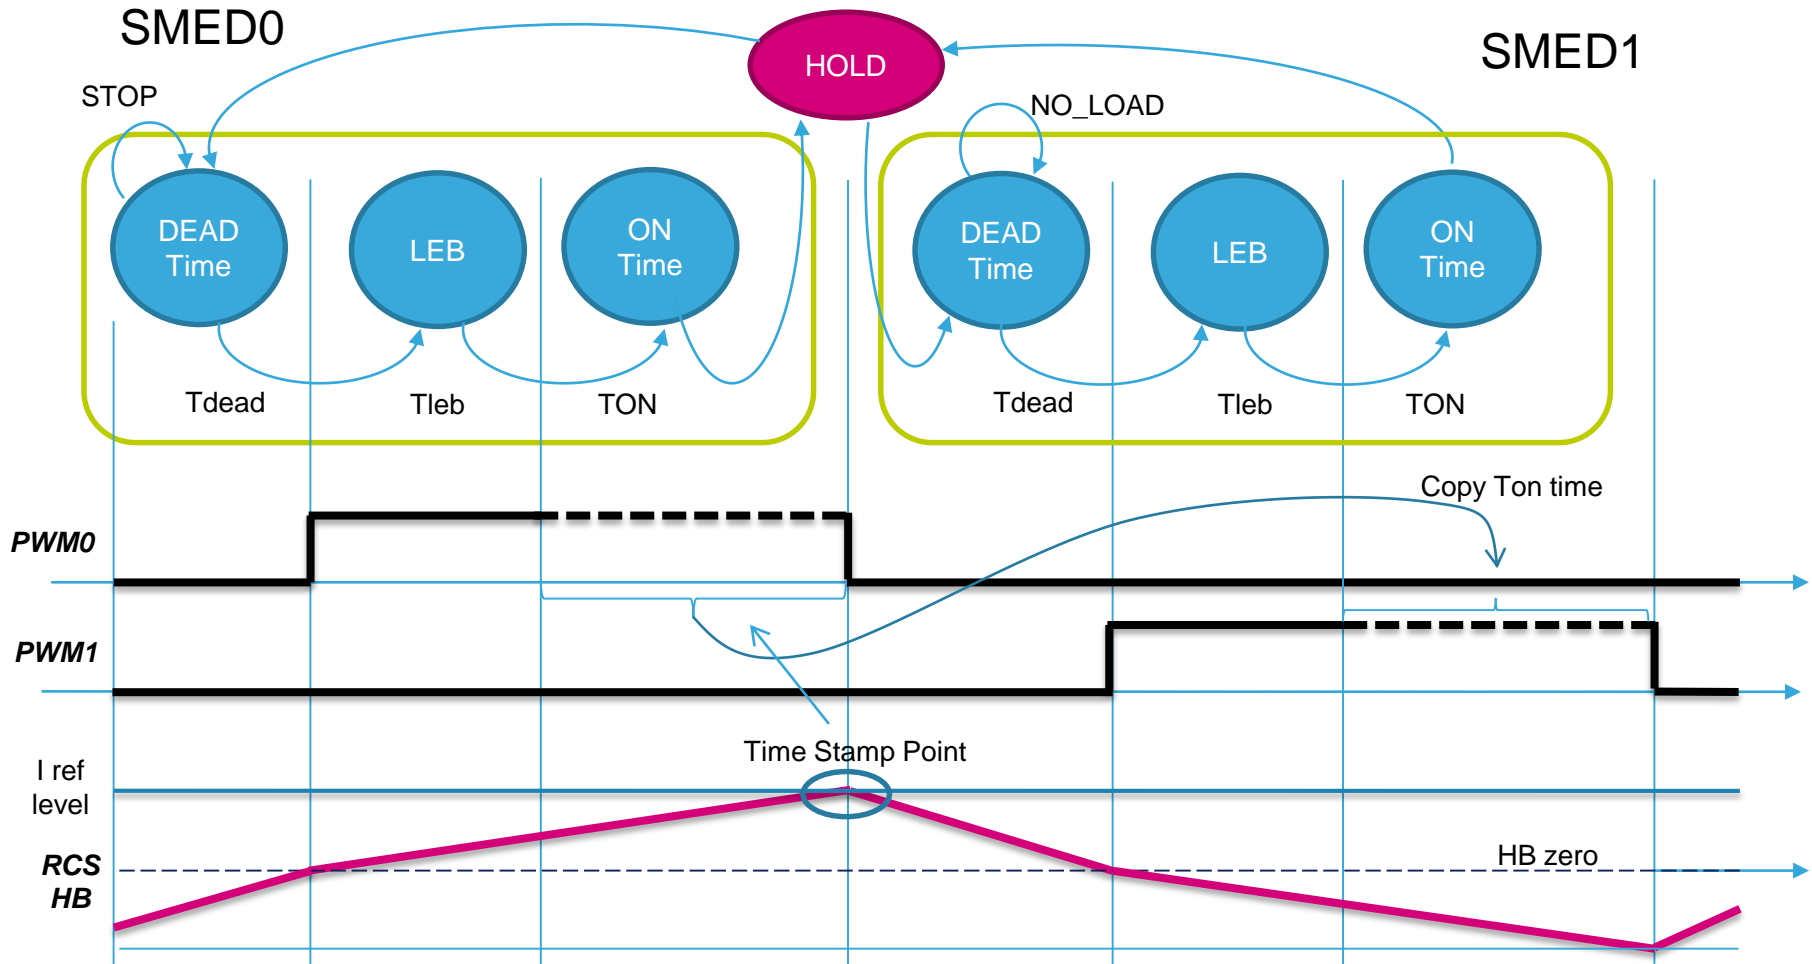 SMED0
HOLD
SMED1
STOP
NO_LOAD
DEAD
Time
LEB
ON
Time
DEAD
Time
LEB
ON
Time
Tdead
Tleb
TON
Tdead
Tleb
TON
Copy Ton time
PWM0
PWM1
Time Stamp Point
I ref
level
RCS
HB
HB zero